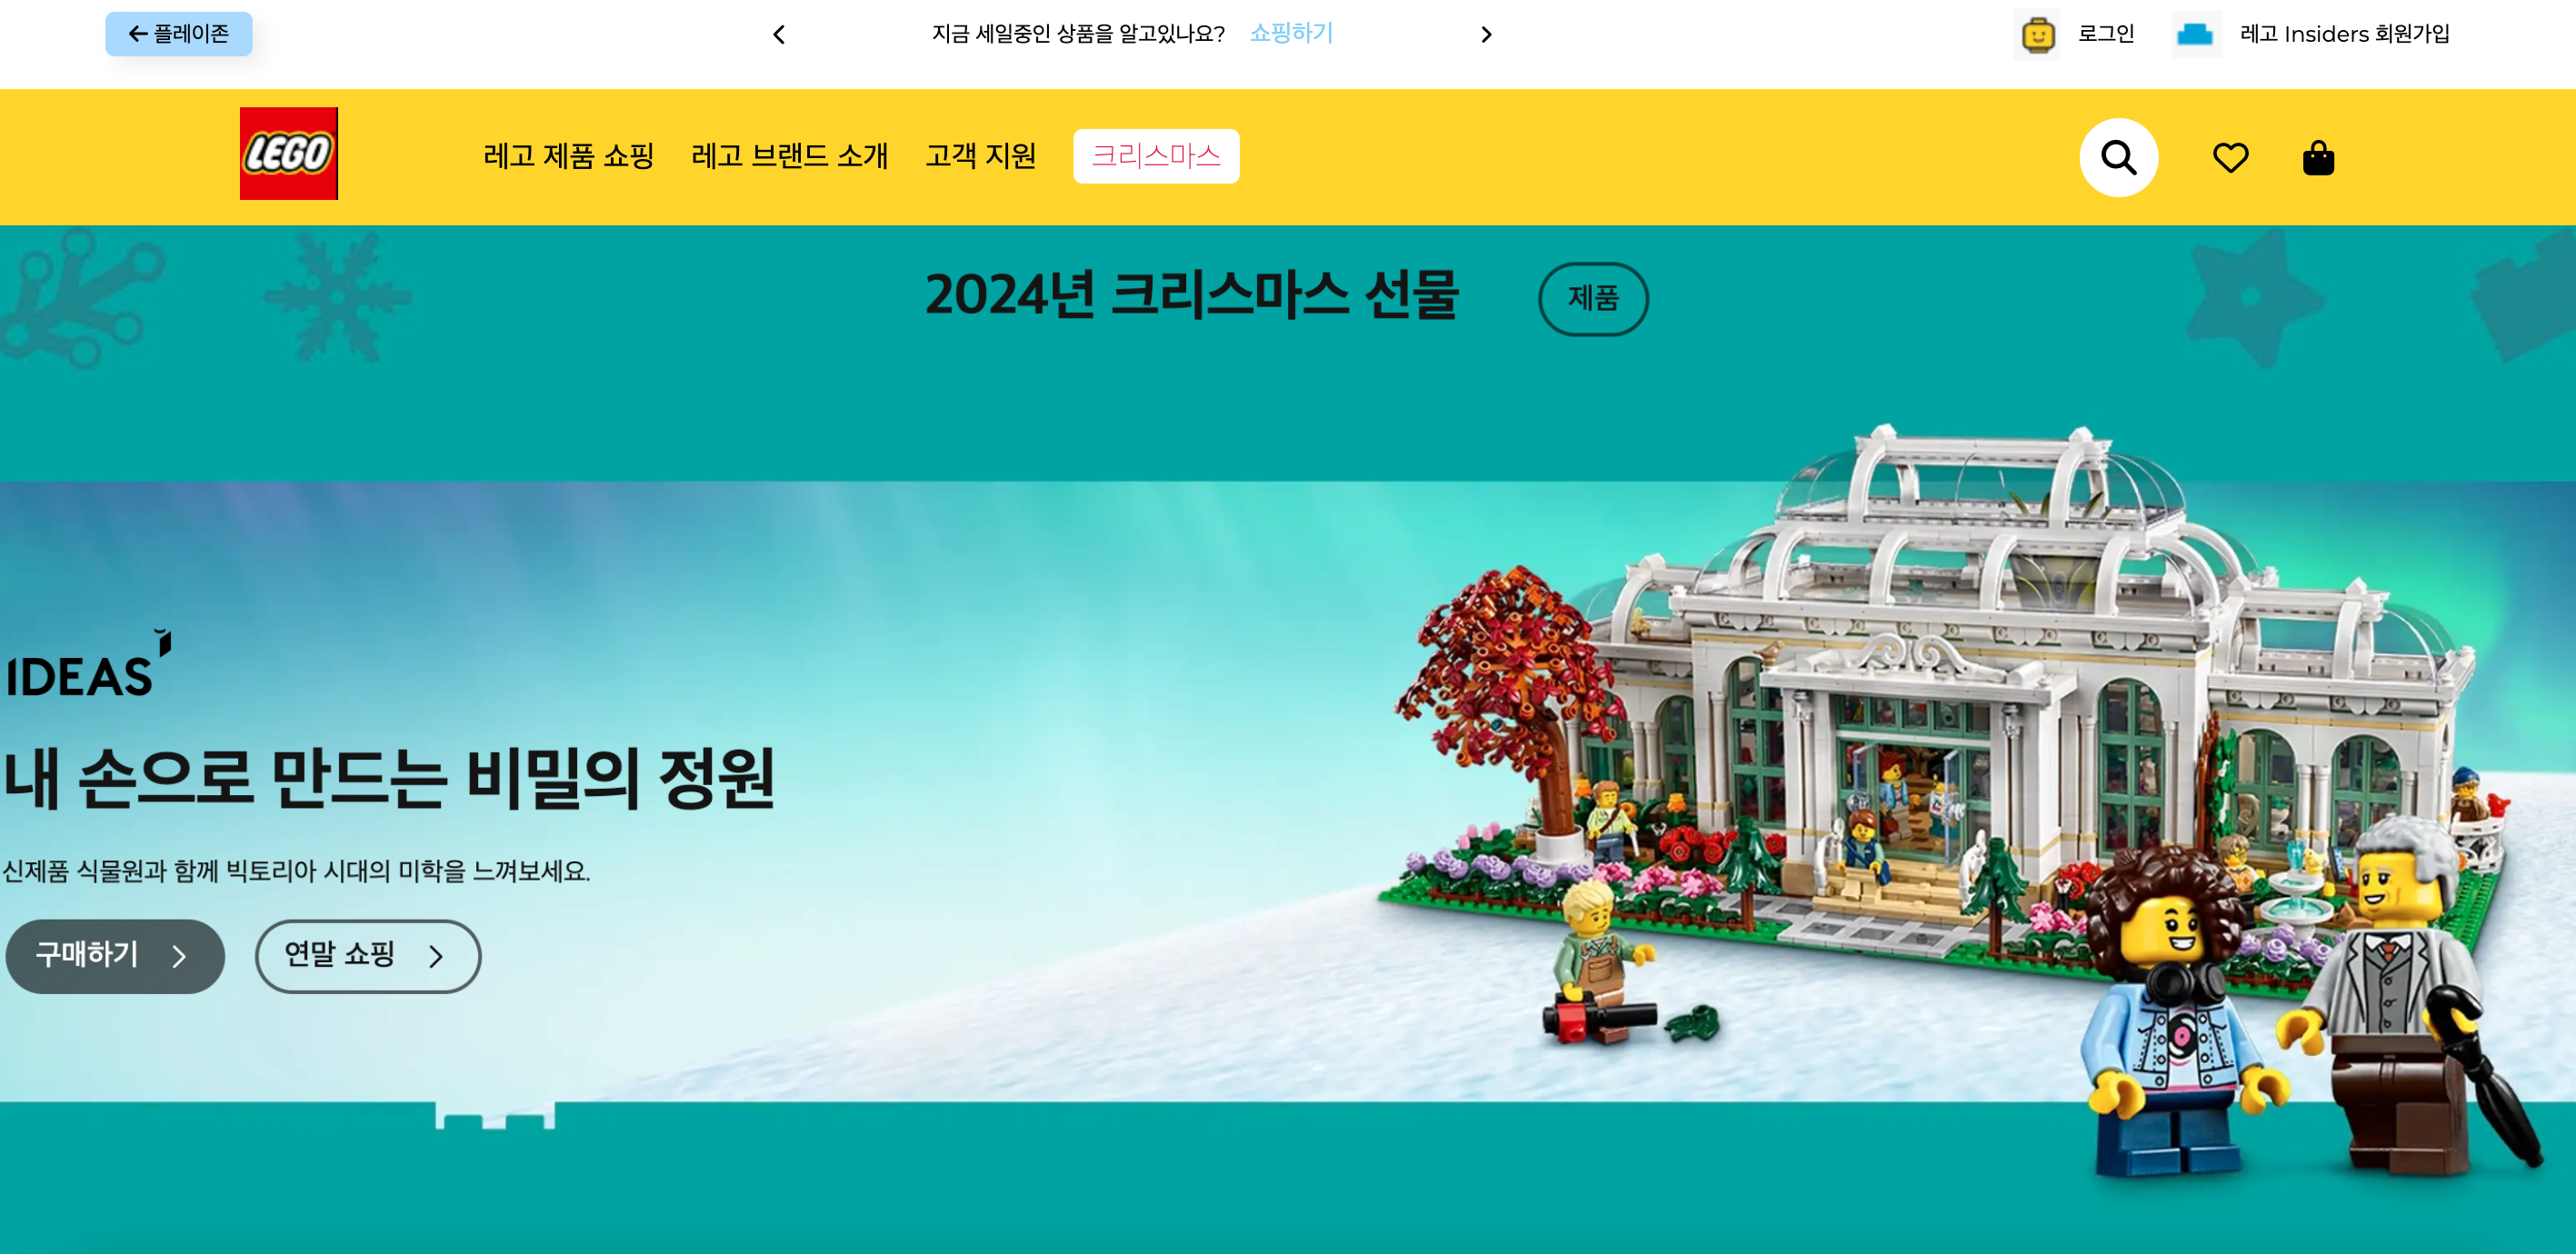 플레이존
지금 세일중인 상품을 알고있나요? 쇼핑하기
로그인
레고 Insiders 회원가입
LEGO
레고 제품 쇼핑
레고 브랜드 소개
고객 지원
크리스마스
2024년 크리스마스 선물
제품
IDEAS
내 손으로 만드는 비밀의 정원
신제품 식물원과 함께 빅토리아 시대의 미학을 느껴보세요.
구매하기
연말 쇼핑